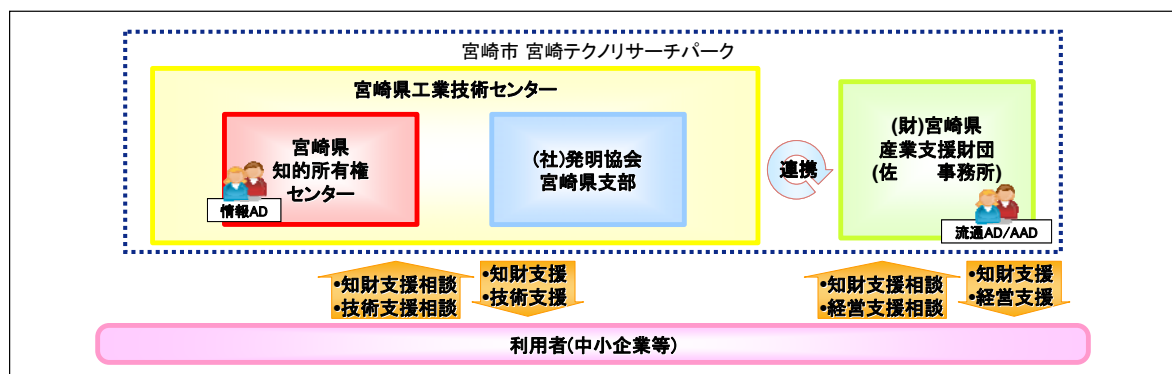 宮崎市 宮崎テクノリサーチパーク
宮崎県工業技術センター
宮崎県
知的所有権
センター
情報AD
(社)発明協会
宮崎県支部
連携
(財)宮崎県
産業支援財団
(佐　　事務所)
流通AD/AAD
•知財支援相談
•技術支援相談
•知財支援
•技術支援
•知財支援相談
•経営支援相談
•知財支援
•経営支援
利用者(中小企業等)